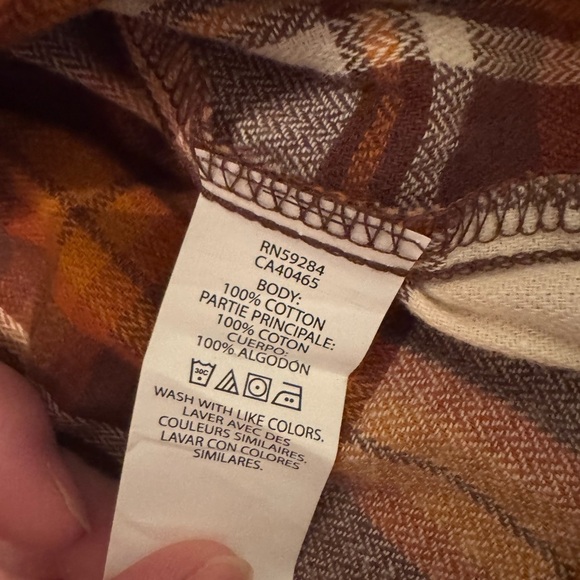 RN59284
CA40465
BODY:
100% COTTON
PARTIE PRINCIPALE:
100% COTON
CUERPO:
100% ALGODON
30C
WASH WITH LIKE COLORS.
LAVER AVEC DES
COULEURS SIMILAIRES.
LAVAR CON COLORES
SIMILARES.